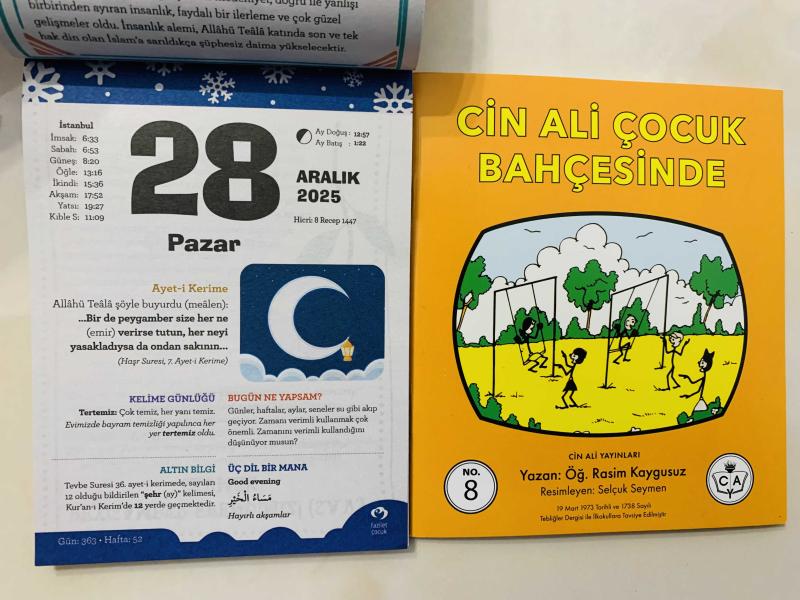 birbirinden ayıran insanlık, faydalı bir ilerleme ve çok güzel
gelişmeler oldu. İnsanlık alemi, Allâhü Teâlâ katında son ve tek
hak din olan İslam'a sarıldıkça şüphesiz daima yükselecektir.
İstanbul
İmsak: 6:33
Sabah: 6:53
Güneş: 8:20
Öğle: 13:16
İkindi: 15:36
Akşam: 17:52
Yatsı: 19:27
Kıble S: 11:09
28
Pazar
Ay Doğuş : 12:57
Ay Batış : 1:22
ARALIK
2025
Hicri: 8 Recep 1447
Ayet-i Kerime
Allâhü Teâlâ şöyle buyurdu (meâlen):
...Bir de peygamber size her ne
(emir) verirse tutun, her neyi
yasakladıysa da ondan sakının...
(Haşr Suresi, 7. Ayet-i Kerime)
KELİME GÜNLÜĞÜ
Tertemiz: Çok temiz, her yanı temiz.
Evimizde bayram temizliği yapılınca her
yer tertemiz oldu.
BUGÜN NE YAPSAM?
Günler, haftalar, aylar, seneler su gibi akıp
geçiyor. Zamanı verimli kullanmak çok
önemli. Zamanını verimli kullandığını
düşünüyor musun?
ALTIN BİLGİ
Tevbe Suresi 36. ayet-i kerimede, sayıları
12 olduğu bildirilen "şehr (ay)" kelimesi,
Kur'an-ı Kerim'de 12 yerde geçmektedir.
ÜÇ DİL BİR MANA
Good evening
مَسَاءُ الْخَيْرِ
Hayırlı akşamlar
fazilet
çocuk
Gün: 363 • Hafta: 52
CİN ALİ ÇOCUK
BAHÇESİNDE
CİN ALİ YAYINLARI
Yazan: Öğ. Rasim Kaygusuz
Resimleyen: Selçuk Seymen
19 Mart 1973 Tarihli ve 1738 Sayılı
Tebliğler Dergisi ile İlkokullara Tavsiye Edilmiştir
NO.
8
C A